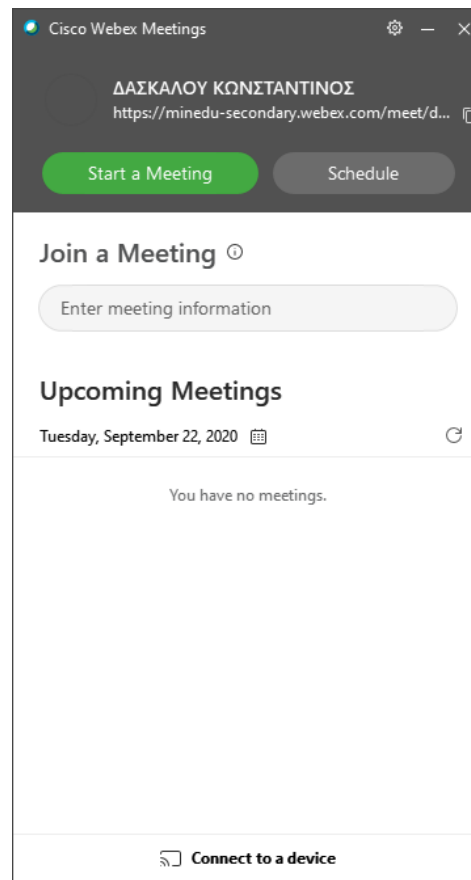 Cisco Webex Meetings
ΔΑΣΚΑΛΟΥ ΚΩΝΣΤΑΝΤΙΝΟΣ
https://minedu-secondary.webex.com/meet/d...
Start a Meeting Schedule
Join a Meeting
Enter meeting information
Upcoming Meetings
Tuesday, September 22, 2020
You have no meetings.
Connect to a device